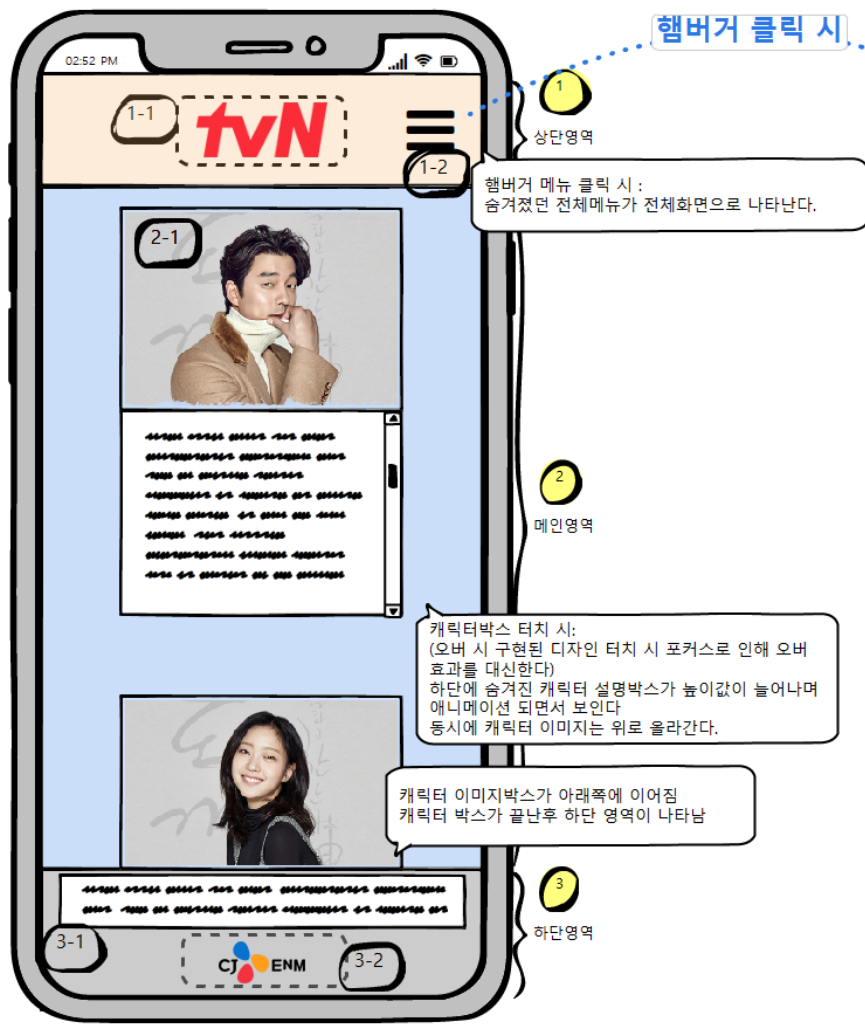 햄버거 클릭 시
02:52 PM
1
1-1
tvN
상단영역
1-2
햄버거 메뉴 클릭 시 :
숨겨졌던 전체메뉴가 전체화면으로 나타난다.
2-1
2
메인영역
캐릭터박스 터치 시:
(오버 시 구현된 디자인 터치 시 포커스로 인해 오버
효과를 대신한다)
하단에 숨겨진 캐릭터 설명박스가 높이값이 늘어나며
애니메이션 되면서 보인다
동시에 캐릭터 이미지는 위로 올라간다.
캐릭터 이미지박스가 아래쪽에 이어짐
캐릭터 박스가 끝난후 하단 영역이 나타남
3
하단영역
3-1
CJ ENM
3-2